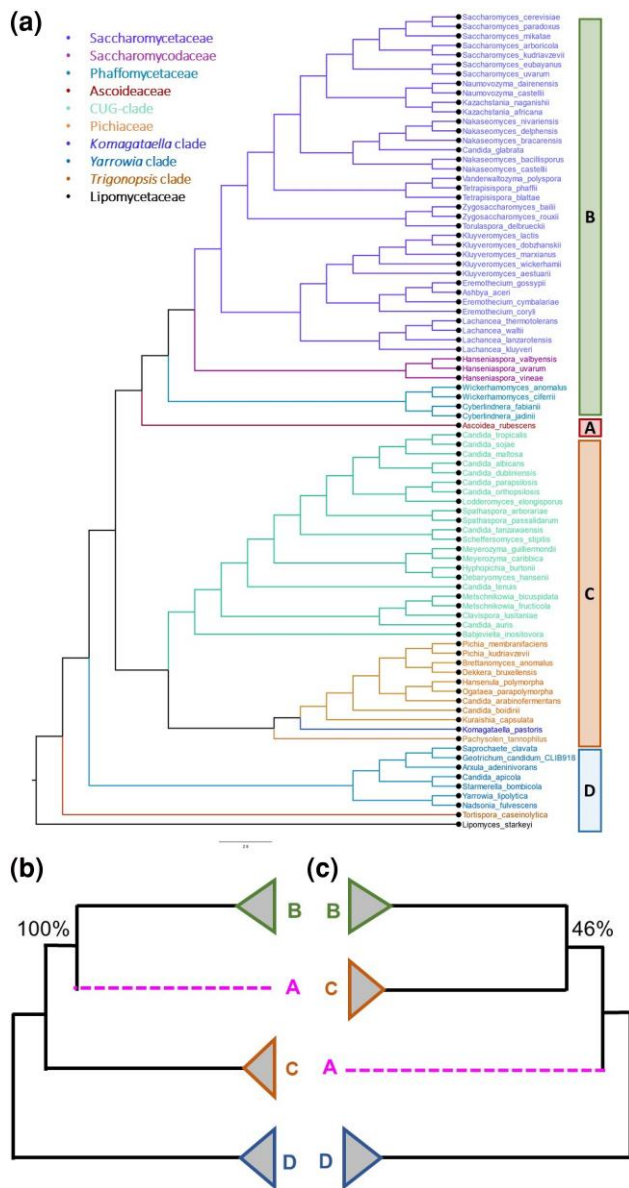 (a)
Saccharomycetaceae
Saccharomycodaceae
Phaffomycetaceae
Ascoideaceae
CUG-clade
Pichiaceae
Komagataella clade
Yarrowia clade
Trigonopsis clade
Lipomycetaceae
Saccharomyces_cerevisiae
Saccharomyces_paradoxus
Saccharomyces_mikatae
Saccharomyces_arboricola
Saccharomyces_kudriavzevii
Saccharomyces_eubayanus
Saccharomyces_uvarum
Naumovozyma_dairenensis
Naumovozyma_castellii
Kazachstania_naganishii
Kazachstania_africana
Nakaseomyces_nivariensis
Nakaseomyces_delphensis
Nakaseomyces_bracarensis
Candida_glabrata
Nakaseomyces_bacillisporus
Nakaseomyces_castellii
Vanderwaltozyma_polyspora
Tetrapisispora_phaffii
Tetrapisispora_blattae
Zygosaccharomyces_bailii
Zygosaccharomyces_rouxii
Torulaspora_delbrueckii
Kluyveromyces_lactis
Kluyveromyces_dobzhanskii
Kluyveromyces_marxianus
Kluyveromyces_wickerhamii
Kluyveromyces_aestuarii
Eremothecium_gossypii
Ashbya_aceri
Eremothecium_cymbalariae
Eremothecium_coryli
Lachancea_thermotolerans
Lachancea_waltii
Lachancea_lanzarotensis
Lachancea_kluyveri
Hanseniaspora_valbyensis
Hanseniaspora_uvarum
Hanseniaspora_vineae
Wickerhamomyces_anomalus
Wickerhamomyces_ciferrii
Cyberlindnera_fabianii
Cyberlindnera_jadinii
Ascoidea_rubescens
Candida_tropicalis
Candida_sojae
Candida_maltosa
Candida_albicans
Candida_dubliniensis
Candida_parapsilosis
Candida_orthopsilosis
Lodderomyces_elongisporus
Spathaspora_arborariae
Spathaspora_passalidarum
Candida_tanzawaensis
Scheffersomyces_stipitis
Meyerozyma_guilliermondii
Meyerozyma_caribbica
Hyphopichia_burtonii
Debaryomyces_hansenii
Candida_tenuis
Metschnikowia_bicuspidata
Metschnikowia_fructicola
Clavispora_lusitaniae
Candida_auris
Babjeviella_inositovora
Pichia_membranifaciens
Pichia_kudriavzevii
Brettanomyces_anomalus
Dekkera_bruxellensis
Hansenula_polymorpha
Ogataea_parapolymorpha
Candida_arabinofermentans
Candida_boidinii
Kuraishia_capsulata
Komagataella_pastoris
Pachysolen_tannophilus
Saprochaete_clavata
Geotrichum_candidum_CLIB918
Arxula_adeninivorans
Candida_apicola
Starmerella_bombicola
Yarrowia_lipolytica
Nadsonia_fulvescens
Tortispora_caseinolytica
Lipomyces_starkeyi
B
A
C
D
(b)
100%
B
A
C
D
(c)
46%
B
C
A
D